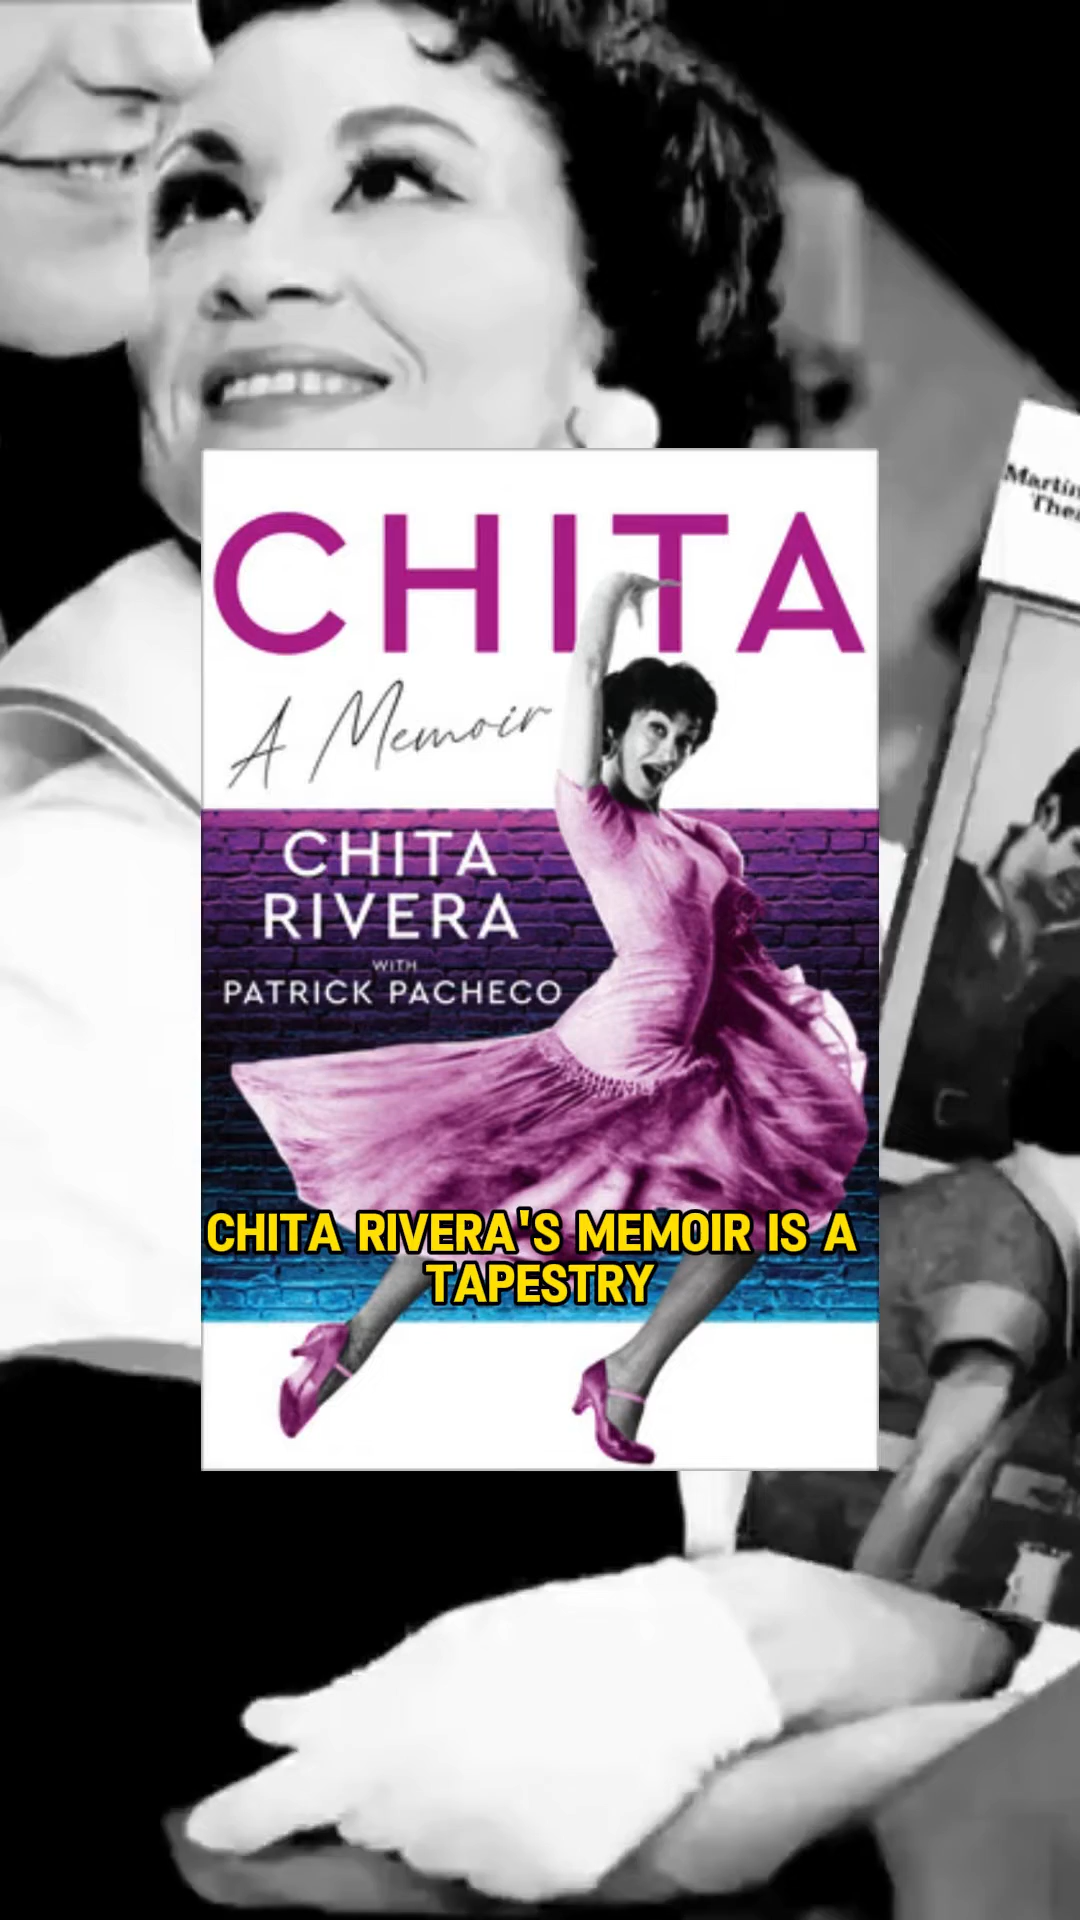 CHITA
A Memoir
CHITA
RIVERA
WITH
PATRICK PACHECO
CHITA RIVERA'S MEMOIR IS A
TAPESTRY